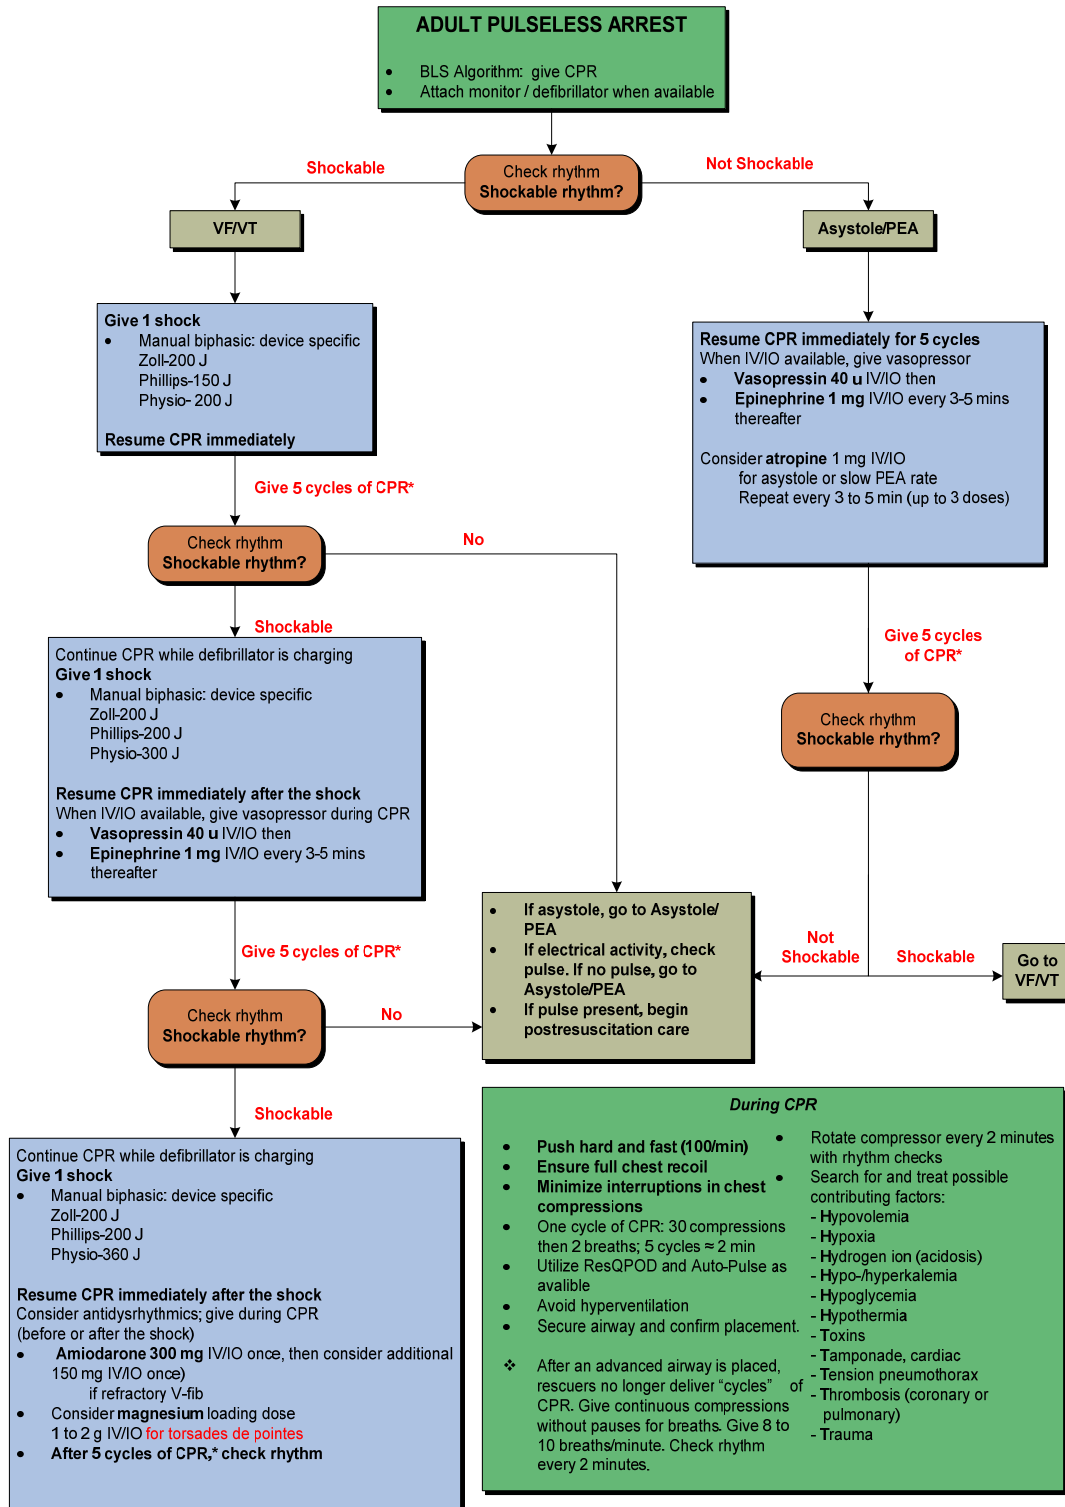 ADULT PULSELESS ARREST
• BLS Algorithm: give CPR
• Attach monitor / defibrillator when available
Check rhythm
Shockable rhythm?
Shockable
Not Shockable
VF/VT
Asystole/PEA
Give 1 shock
• Manual biphasic: device specific
Zoll-200 J
Phillips-150 J
Physio- 200 J
Resume CPR immediately
Give 5 cycles of CPR*
Check rhythm
Shockable rhythm?
No
Shockable
Continue CPR while defibrillator is charging
Give 1 shock
• Manual biphasic: device specific
Zoll-200 J
Phillips-200 J
Physio-300 J
Resume CPR immediately after the shock
When IV/IO available, give vasopressor during CPR
• Vasopressin 40 u IV/IO then
• Epinephrine 1 mg IV/IO every 3-5 mins
thereafter
Give 5 cycles of CPR*
Check rhythm
Shockable rhythm?
No
Shockable
Continue CPR while defibrillator is charging
Give 1 shock
• Manual biphasic: device specific
Zoll-200 J
Phillips-200 J
Physio-360 J
Resume CPR immediately after the shock
Consider antidysrhythmics; give during CPR
(before or after the shock)
• Amiodarone 300 mg IV/IO once, then consider additional
150 mg IV/IO once)
if refractory V-fib
• Consider magnesium loading dose
1 to 2 g IV/IO for torsades de pointes
• After 5 cycles of CPR,* check rhythm
Resume CPR immediately for 5 cycles
When IV/IO available, give vasopressor
• Vasopressin 40 u IV/IO then
• Epinephrine 1 mg IV/IO every 3-5 mins
thereafter
Consider atropine 1 mg IV/IO
for asystole or slow PEA rate
Repeat every 3 to 5 min (up to 3 doses)
Give 5 cycles
of CPR*
Check rhythm
Shockable rhythm?
Not
Shockable
Shockable
Go to
VF/VT
• If asystole, go to Asystole/
PEA
• If electrical activity, check
pulse. If no pulse, go to
Asystole/PEA
• If pulse present, begin
postresuscitation care
During CPR
• Push hard and fast (100/min)
• Ensure full chest recoil
• Minimize interruptions in chest
compressions
• One cycle of CPR: 30 compressions
then 2 breaths; 5 cycles ≈ 2 min
• Utilize ResQPOD and Auto-Pulse as
avalible
• Avoid hyperventilation
• Secure airway and confirm placement.
❖ After an advanced airway is placed,
rescuers no longer deliver “cycles” of
CPR. Give continuous compressions
without pauses for breaths. Give 8 to
10 breaths/minute. Check rhythm
every 2 minutes.
• Rotate compressor every 2 minutes
with rhythm checks
• Search for and treat possible
contributing factors:
- Hypovolemia
- Hypoxia
- Hydrogen ion (acidosis)
- Hypo-/hyperkalemia
- Hypoglycemia
- Hypothermia
- Toxins
- Tamponade, cardiac
- Tension pneumothorax
- Thrombosis (coronary or
pulmonary)
- Trauma